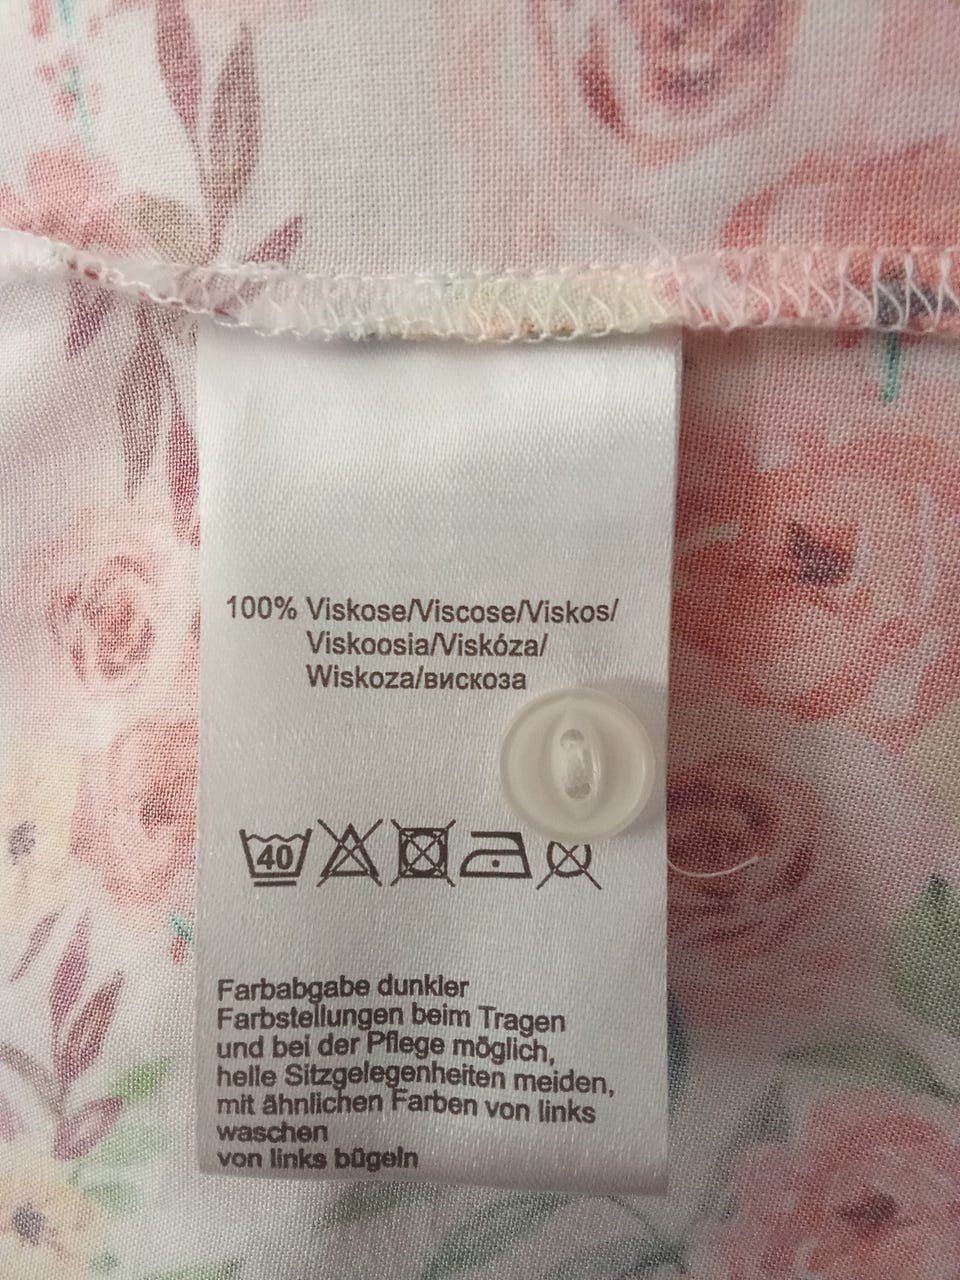 100% Viskose/Viscose/Viskos/
Viskoosia/Viskóza/
Wiskoza/вискоза
40
Farbabgabe dunkler
Farbstellungen beim Tragen
und bei der Pflege möglich,
helle Sitzgelegenheiten meiden,
mit ähnlichen Farben von links
waschen
von links bügeln